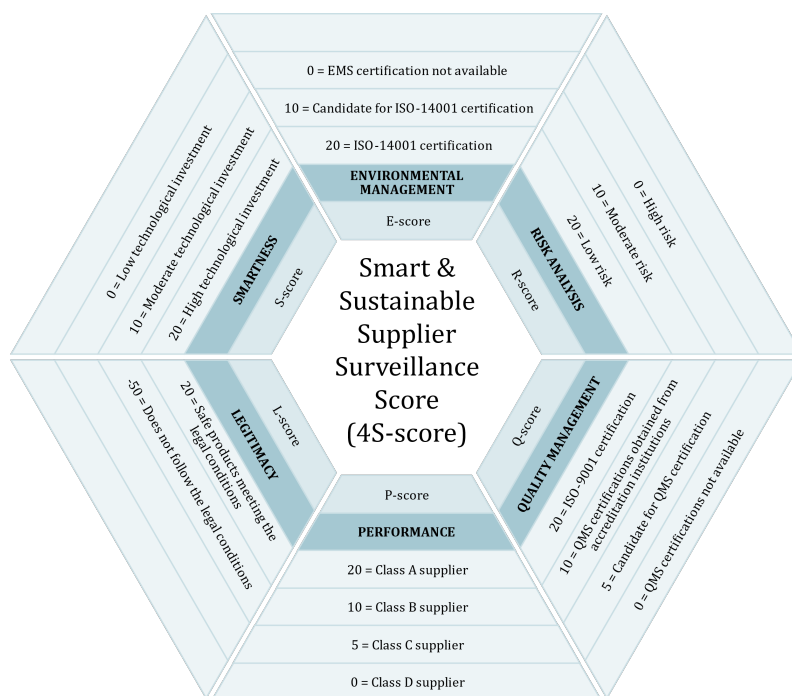 0 = EMS certification not available
10 = Candidate for ISO-14001 certification
20 = ISO-14001 certification
ENVIRONMENTAL
MANAGEMENT
E-score
0 = High risk
10 = Moderate risk
20 = Low risk
RISK ANALYSIS
R-score
0 = Low technological investment
10 = Moderate technological investment
20 = High technological investment
SMARTNESS
S-score
Smart &
Sustainable
Supplier
Surveillance
Score
(4S-score)
Q-score
QUALITY MANAGEMENT
20 = ISO-9001 certification
10 = QMS certifications obtained from
accreditation institutions
5 = Candidate for QMS certification
0 = QMS certifications not available
L-score
LEGITIMACY
20 = Safe products meeting the
legal conditions
-50 = Does not follow the legal conditions
P-score
PERFORMANCE
20 = Class A supplier
10 = Class B supplier
5 = Class C supplier
0 = Class D supplier